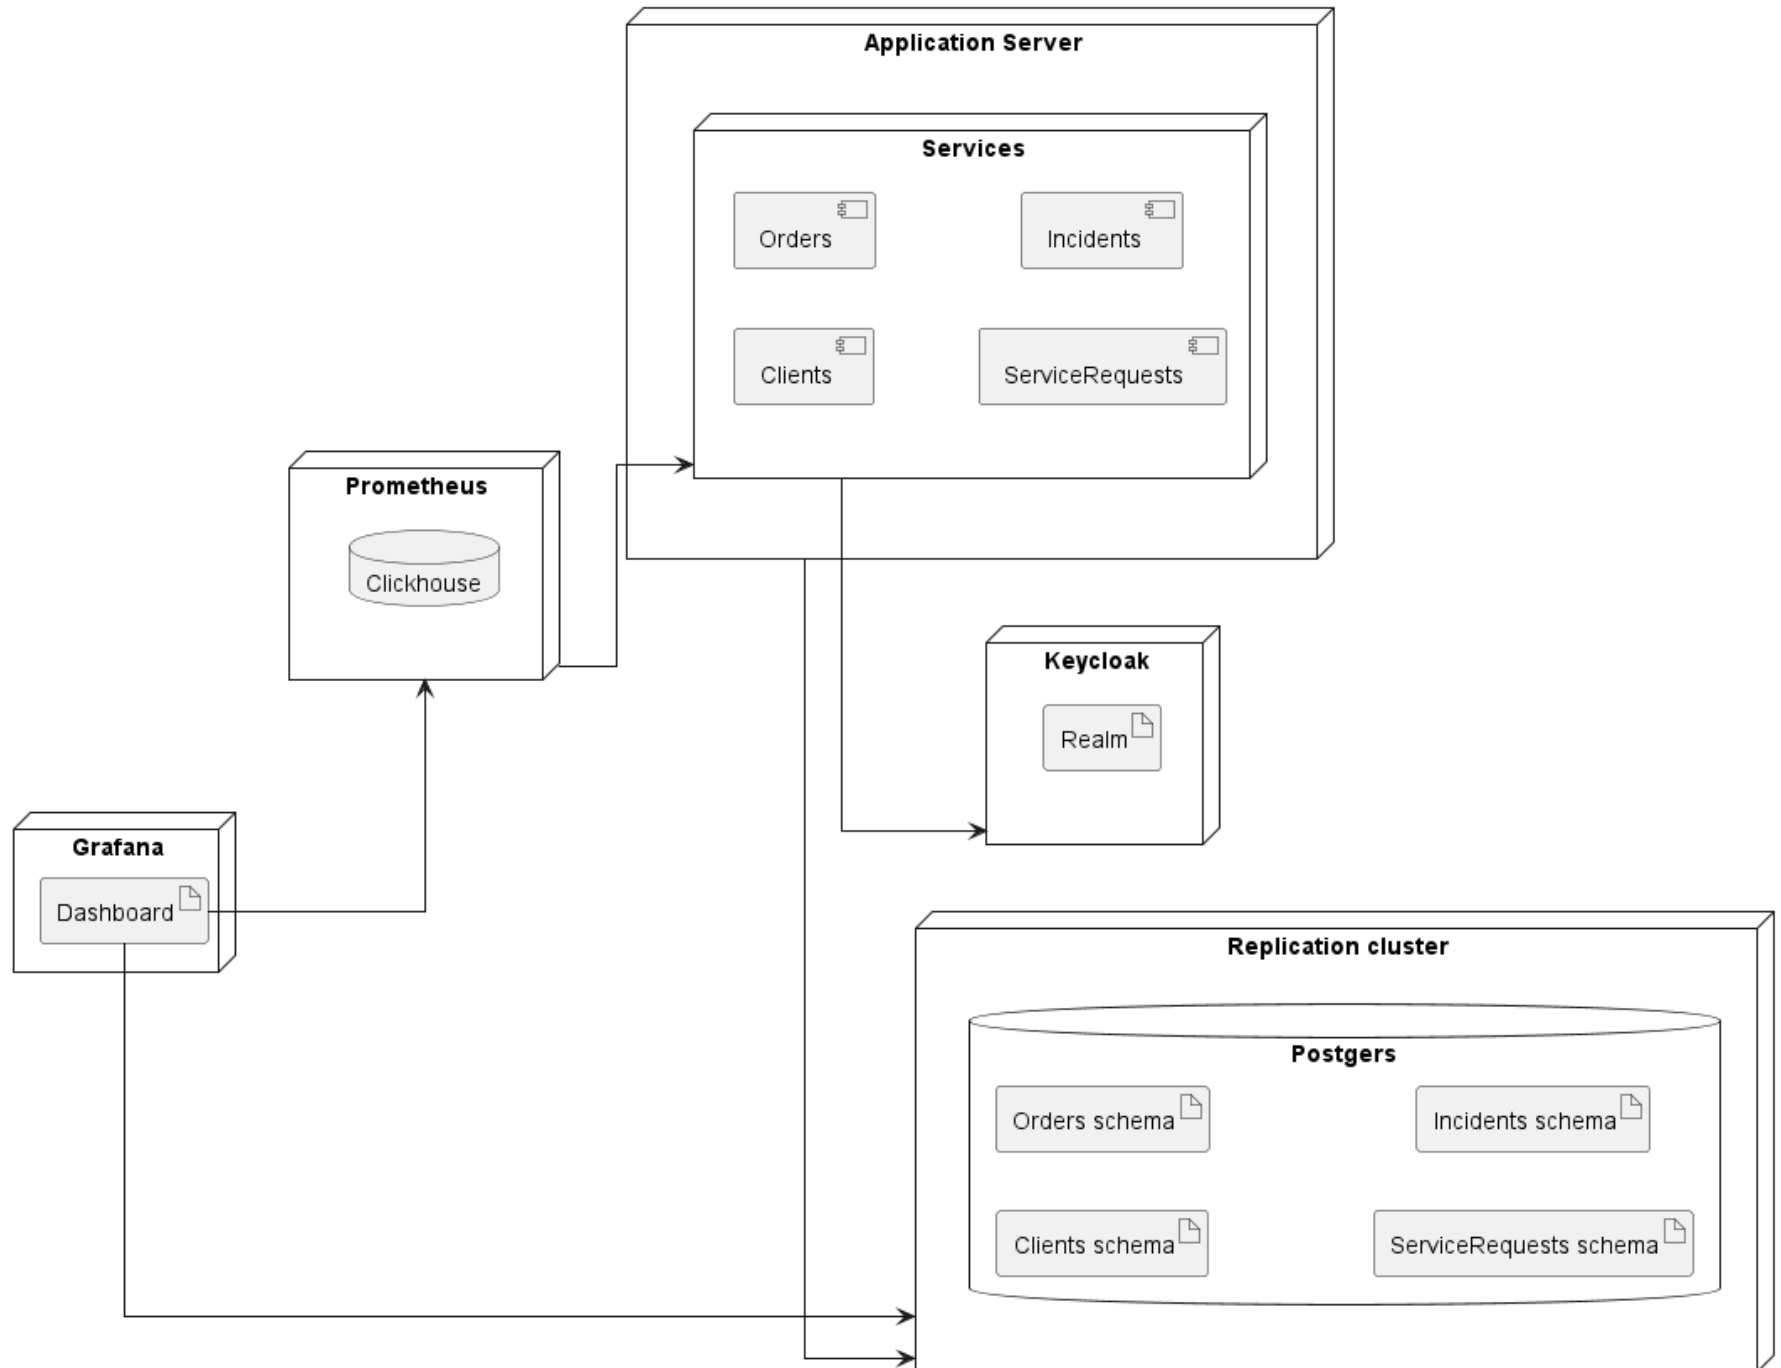 Application Server
Services
Orders
Incidents
Clients
ServiceRequests
Prometheus
Clickhouse
Keycloak
Realm
Grafana
Dashboard
Replication cluster
Postgers
Orders schema
Incidents schema
Clients schema
ServiceRequests schema